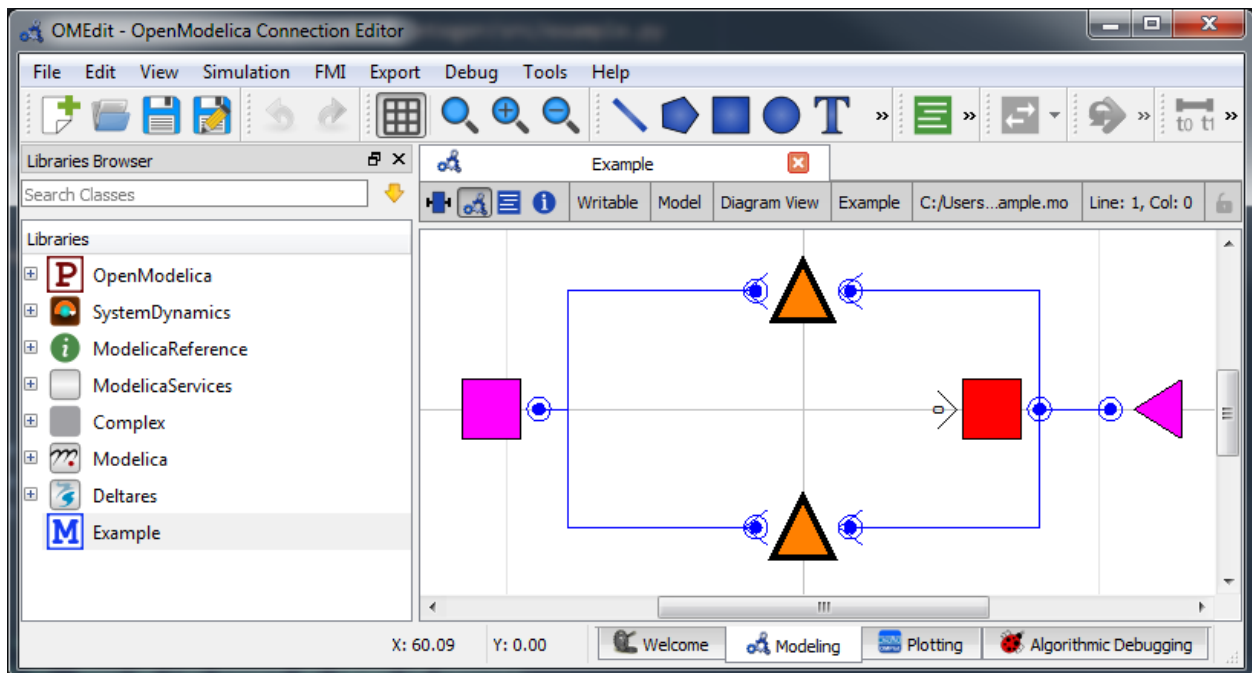 OMEdit - OpenModelica Connection Editor
File Edit View Simulation FMI Export Debug Tools Help
T » » » t0 t1 »
Libraries Browser
Example
Search Classes
Writable Model Diagram View Example C:/Users...ample.mo Line: 1, Col: 0
Libraries
P OpenModelica
SystemDynamics
i ModelicaReference
ModelicaServices
Complex
Modelica
Deltares
M Example
o
X: 60.09 Y: 0.00 Welcome Modeling Plotting Algorithmic Debugging